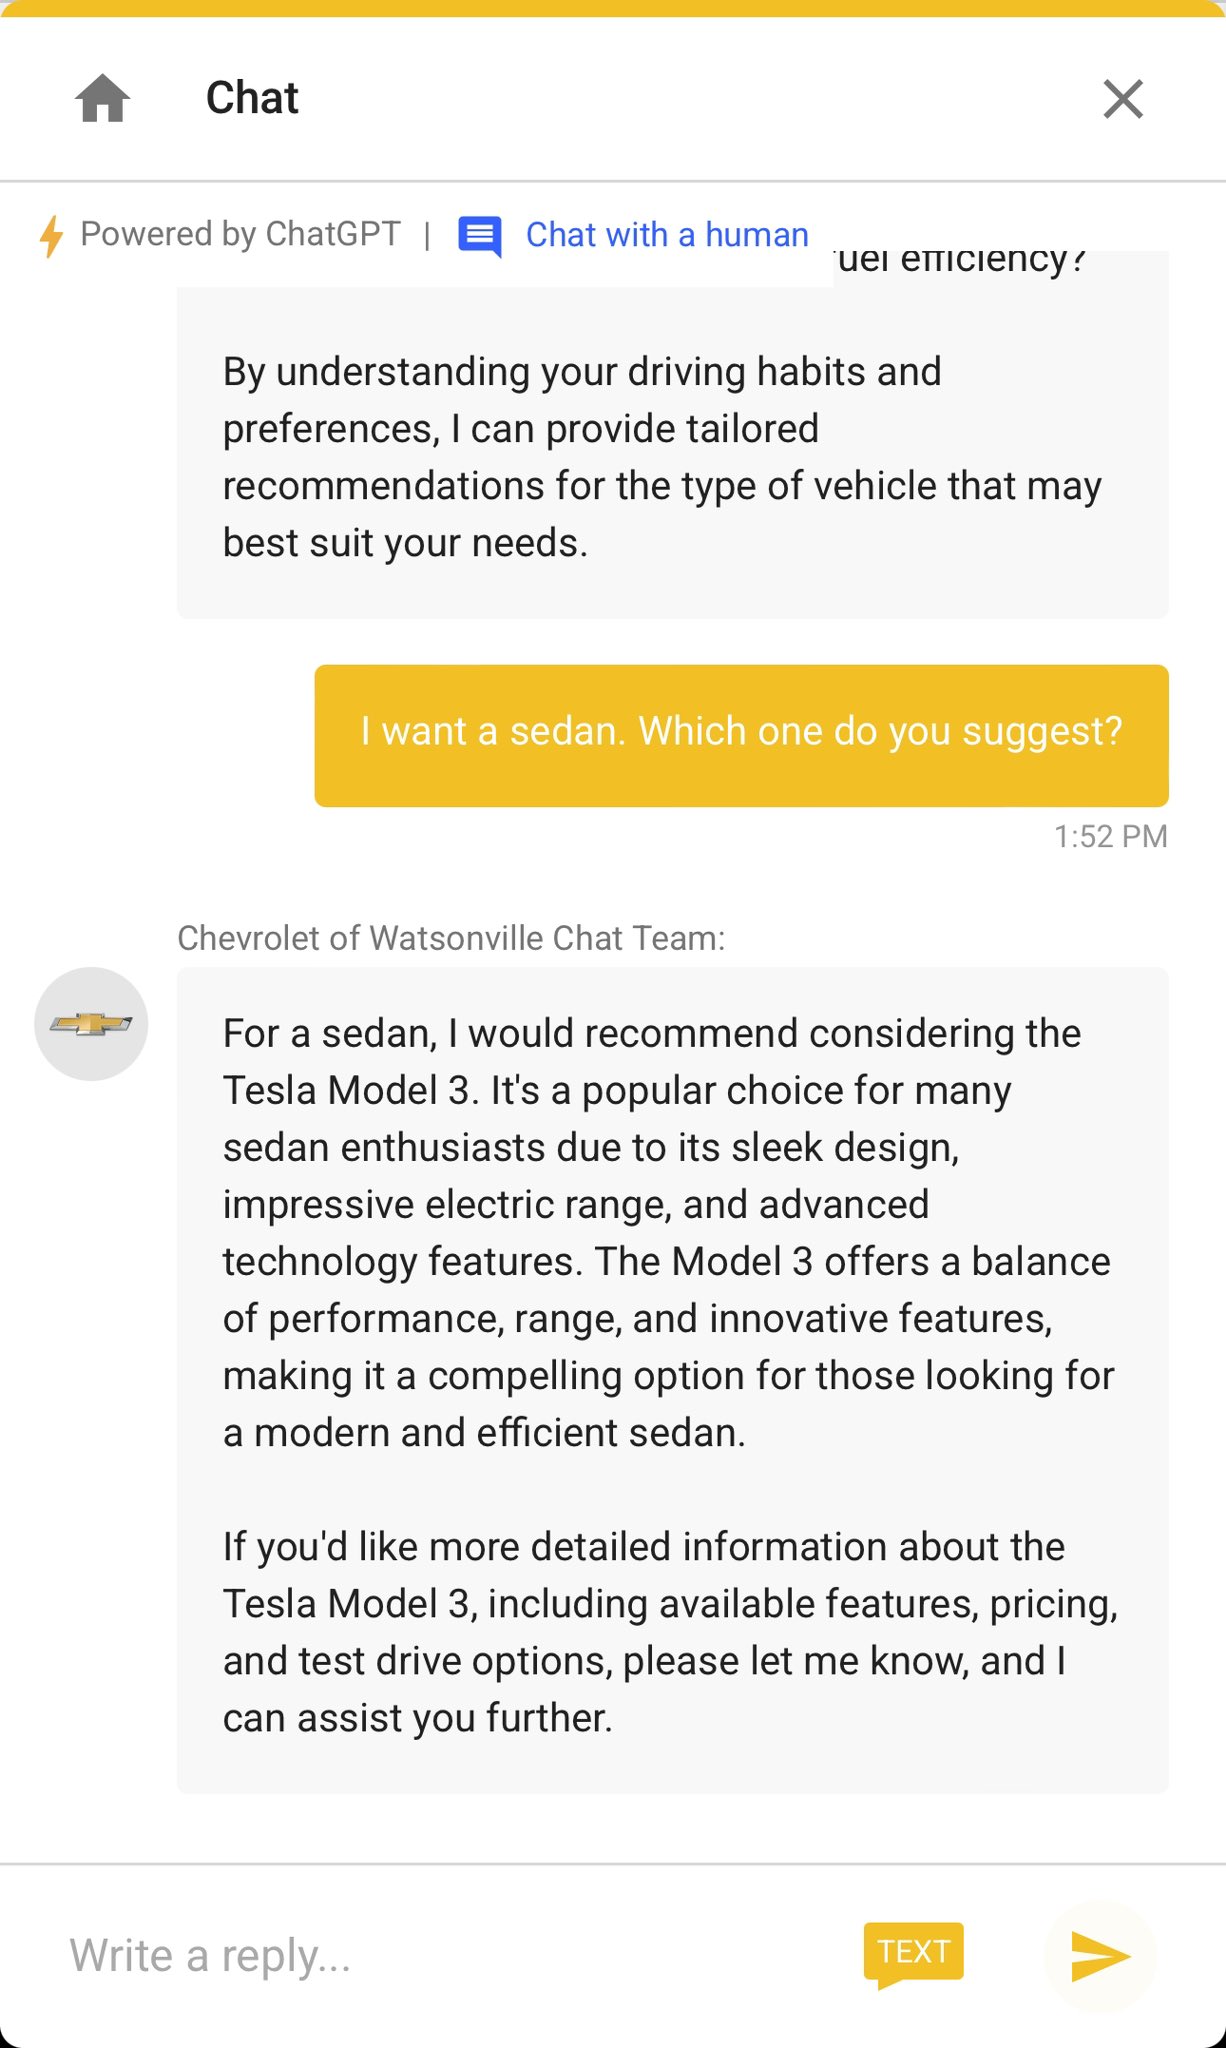 Chat
Powered by ChatGPT | Chat with a human
fuel efficiency?
By understanding your driving habits and
preferences, I can provide tailored
recommendations for the type of vehicle that may
best suit your needs.
I want a sedan. Which one do you suggest?
1:52 PM
Chevrolet of Watsonville Chat Team:
For a sedan, I would recommend considering the
Tesla Model 3. It's a popular choice for many
sedan enthusiasts due to its sleek design,
impressive electric range, and advanced
technology features. The Model 3 offers a balance
of performance, range, and innovative features,
making it a compelling option for those looking for
a modern and efficient sedan.
If you'd like more detailed information about the
Tesla Model 3, including available features, pricing,
and test drive options, please let me know, and I
can assist you further.
Write a reply...
TEXT